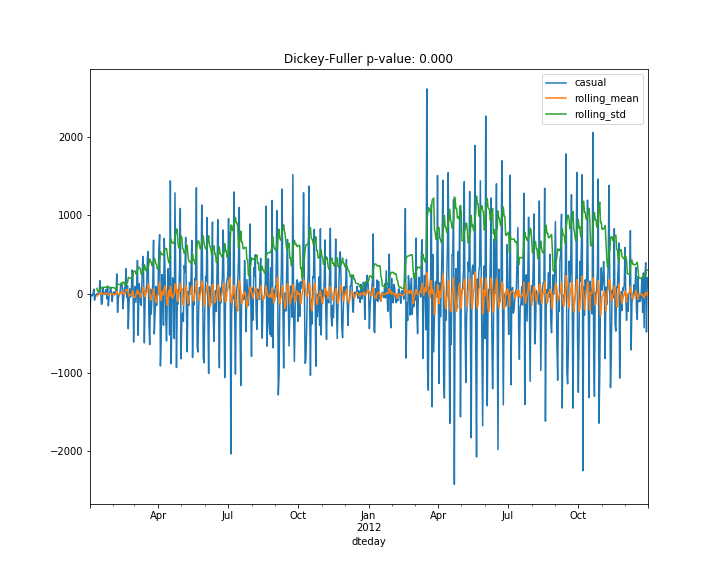 Dickey-Fuller p-value: 0.000
casual
rolling_mean
rolling_std
2000
1000
0
−1000
−2000
Apr Jul Oct Jan Apr Jul Oct
2012
dteday